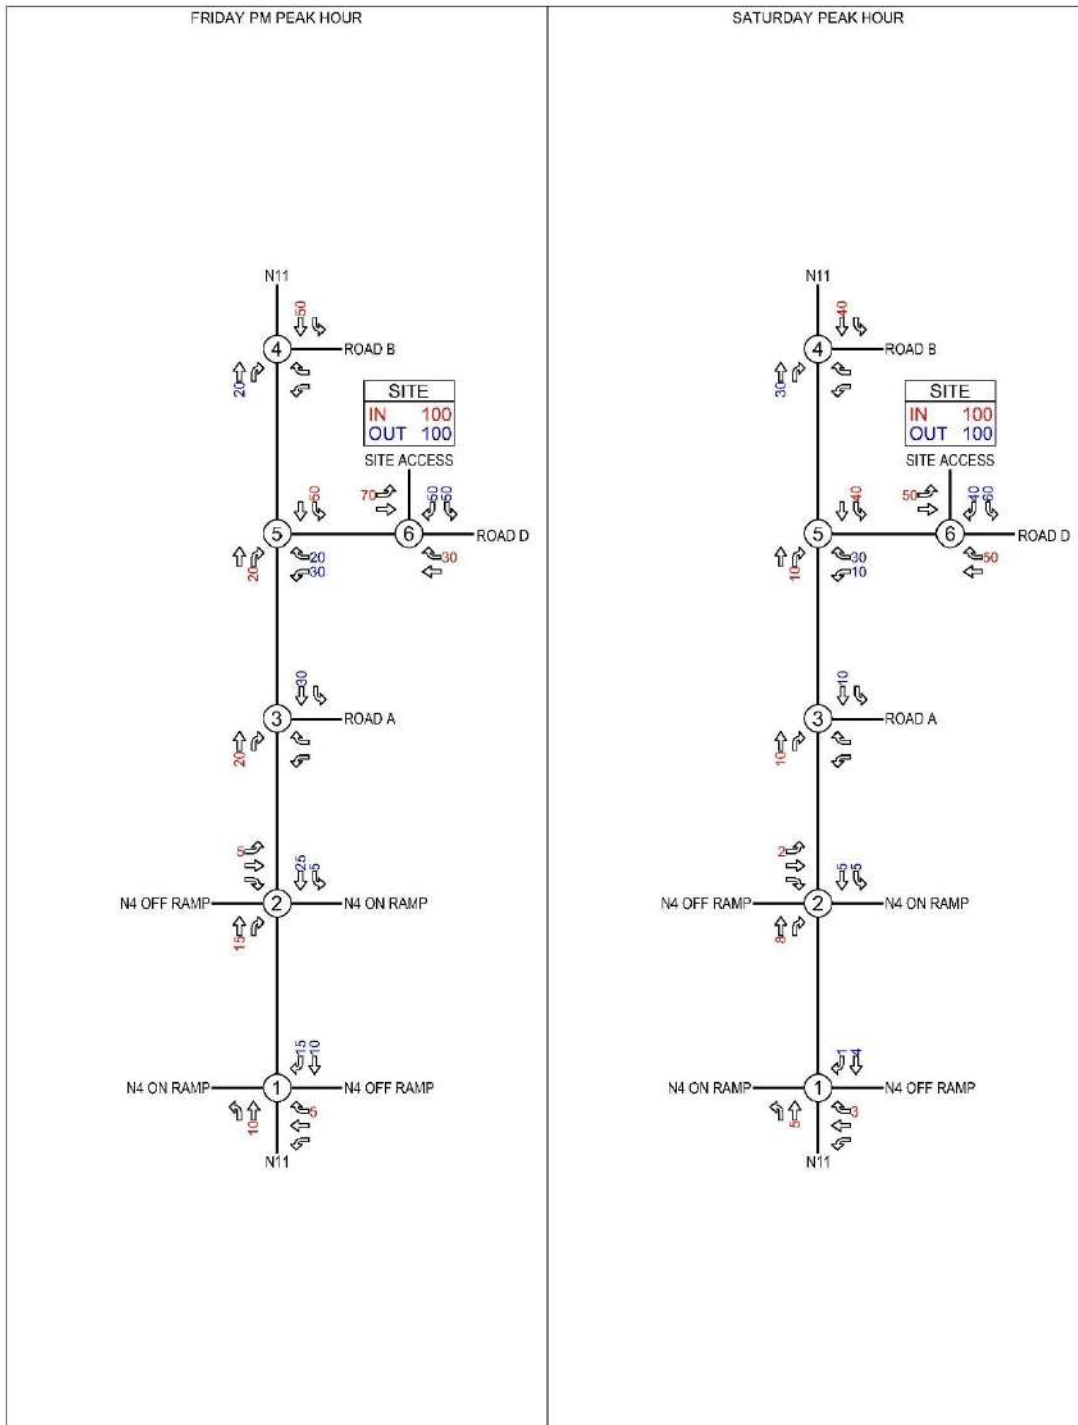 FRIDAY PM PEAK HOUR
N11
50
4
ROAD B
20
SITE
IN 100
OUT 100
SITE ACCESS
70
50
50
50
5
6
ROAD D
20
20
30
30
30
3
ROAD A
20
5
25
5
N4 OFF RAMP
2
N4 ON RAMP
15
15
10
N4 ON RAMP
1
N4 OFF RAMP
10
5
N11
SATURDAY PEAK HOUR
N11
40
4
ROAD B
30
SITE
IN 100
OUT 100
SITE ACCESS
50
40
60
40
5
6
ROAD D
10
30
10
50
10
3
ROAD A
10
2
5
5
N4 OFF RAMP
2
N4 ON RAMP
8
1
4
N4 ON RAMP
1
N4 OFF RAMP
5
3
N11